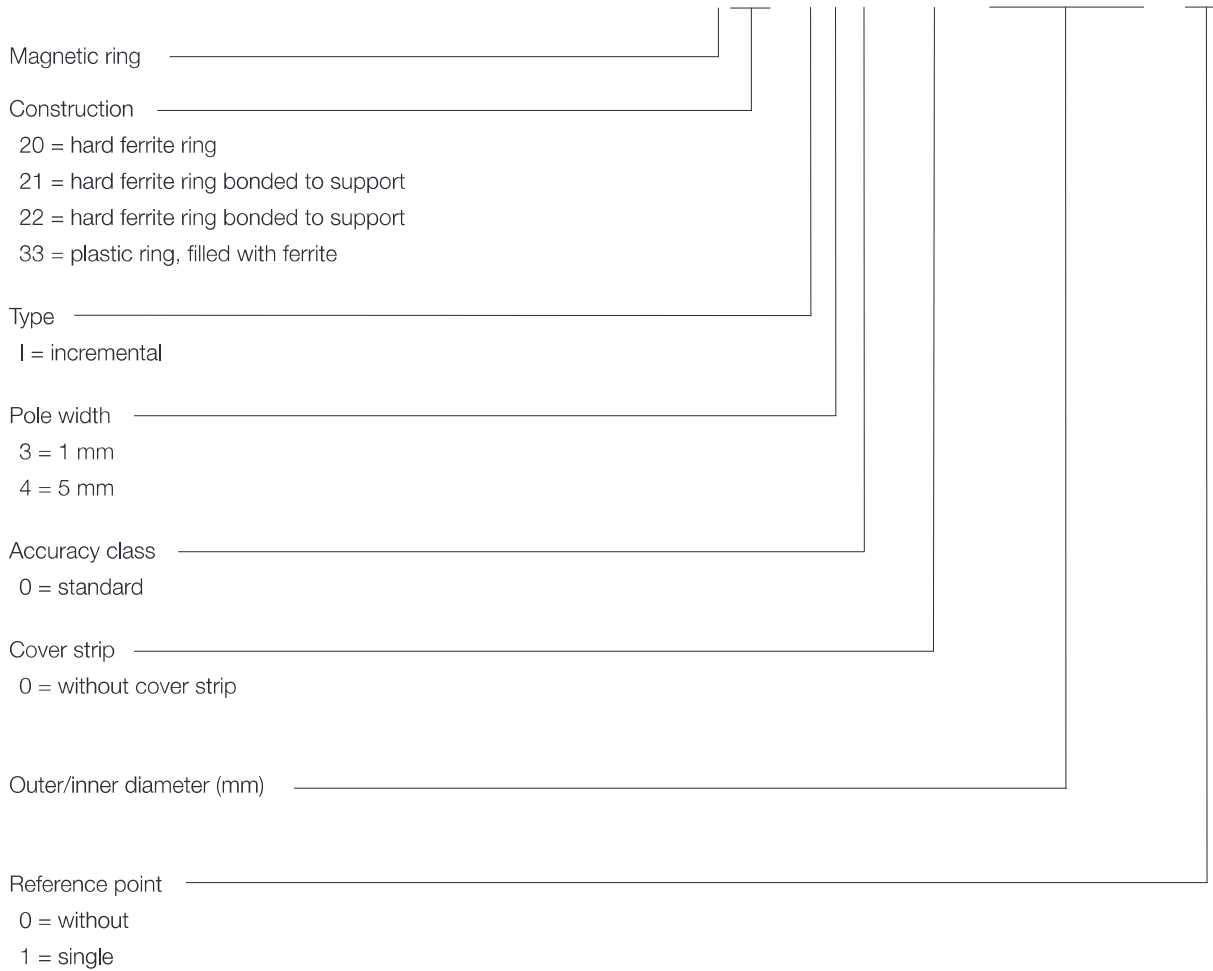 Magnetic ring
Construction
20 = hard ferrite ring
21 = hard ferrite ring bonded to support
22 = hard ferrite ring bonded to support
33 = plastic ring, filled with ferrite
Type
I = incremental
Pole width
3 = 1 mm
4 = 5 mm
Accuracy class
0 = standard
Cover strip
0 = without cover strip
Outer/inner diameter (mm)
Reference point
0 = without
1 = single